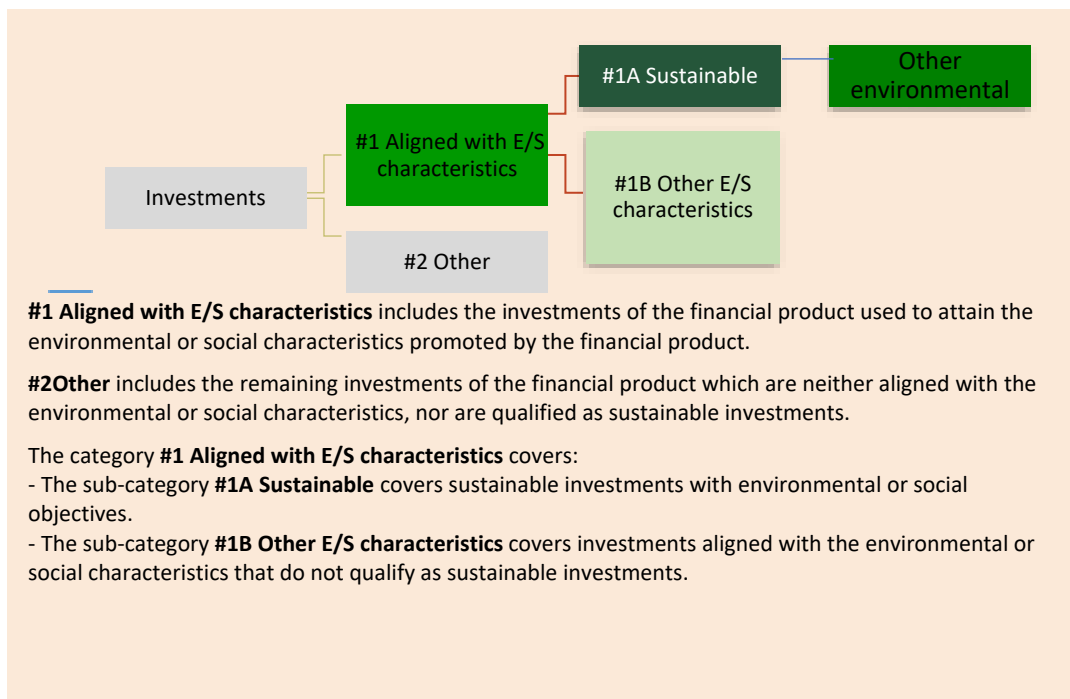 #1A Sustainable
Other
environmental
#1 Aligned with E/S
characteristics
#1B Other E/S
characteristics
Investments
#2 Other
#1 Aligned with E/S characteristics includes the investments of the financial product used to attain the
environmental or social characteristics promoted by the financial product.
#2Other includes the remaining investments of the financial product which are neither aligned with the
environmental or social characteristics, nor are qualified as sustainable investments.
The category #1 Aligned with E/S characteristics covers:
- The sub-category #1A Sustainable covers sustainable investments with environmental or social
objectives.
- The sub-category #1B Other E/S characteristics covers investments aligned with the environmental or
social characteristics that do not qualify as sustainable investments.